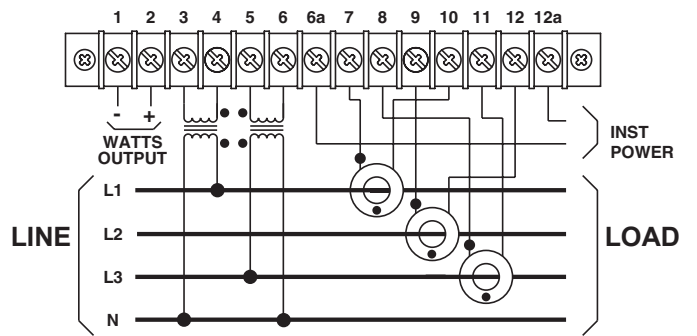 1 2 3 4 5 6 6a 7 8 9 10 11 12 12a
- +
WATTS
OUTPUT
INST
POWER
LINE
L1
L2
L3
N
LOAD